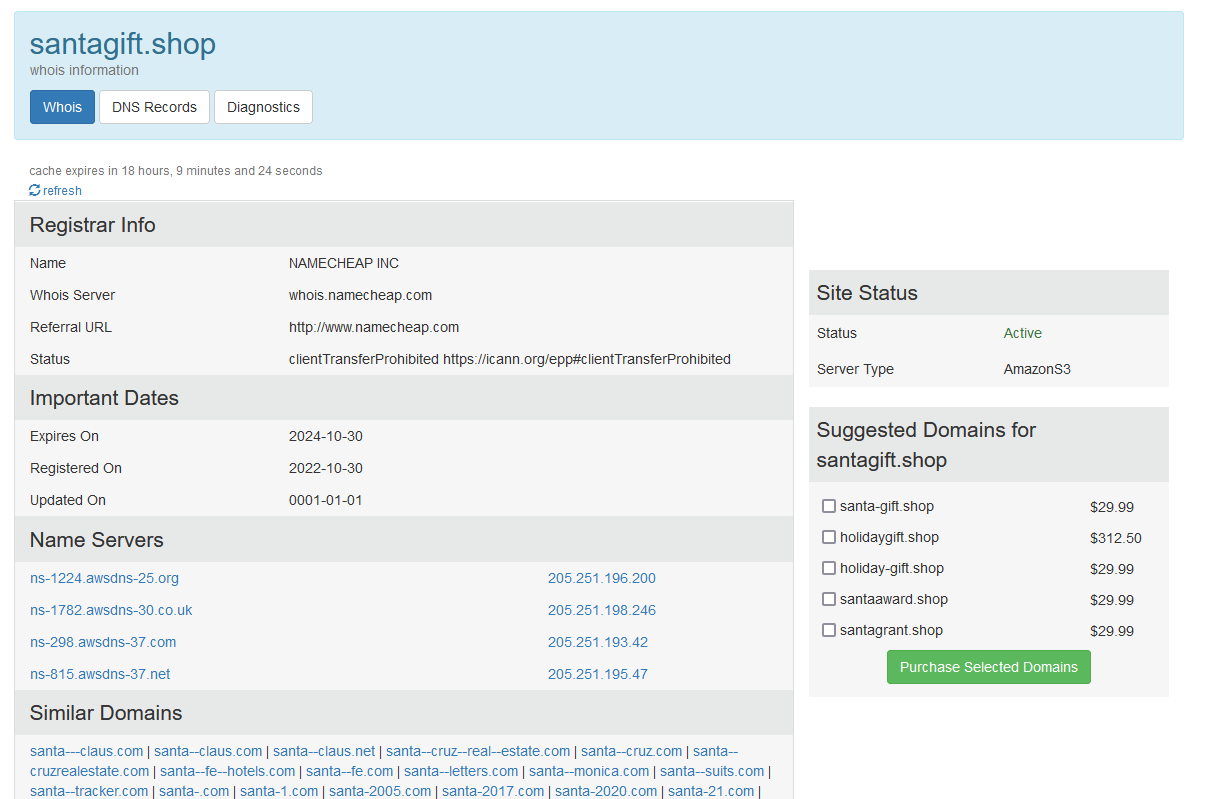 santagift.shop
whois information
Whois DNS Records Diagnostics
cache expires in 18 hours, 9 minutes and 24 seconds
refresh
Registrar Info
Name NAMECHEAP INC
Whois Server whois.namecheap.com
Referral URL http://www.namecheap.com
Status clientTransferProhibited https://icann.org/epp#clientTransferProhibited
Important Dates
Expires On 2024-10-30
Registered On 2022-10-30
Updated On 0001-01-01
Name Servers
ns-1224.awsdns-25.org 205.251.196.200
ns-1782.awsdns-30.co.uk 205.251.198.246
ns-298.awsdns-37.com 205.251.193.42
ns-815.awsdns-37.net 205.251.195.47
Similar Domains
santa---claus.com | santa--claus.com | santa--claus.net | santa--cruz--real--estate.com | santa--cruz.com | santa--
cruzrealestate.com | santa--fe--hotels.com | santa--fe.com | santa--letters.com | santa--monica.com | santa--suits.com |
santa--tracker.com | santa-.com | santa-1.com | santa-2005.com | santa-2017.com | santa-2020.com | santa-21.com |
Site Status
Status Active
Server Type AmazonS3
Suggested Domains for
santagift.shop
santa-gift.shop $29.99
holidaygift.shop $312.50
holiday-gift.shop $29.99
santaaward.shop $29.99
santagrant.shop $29.99
Purchase Selected Domains